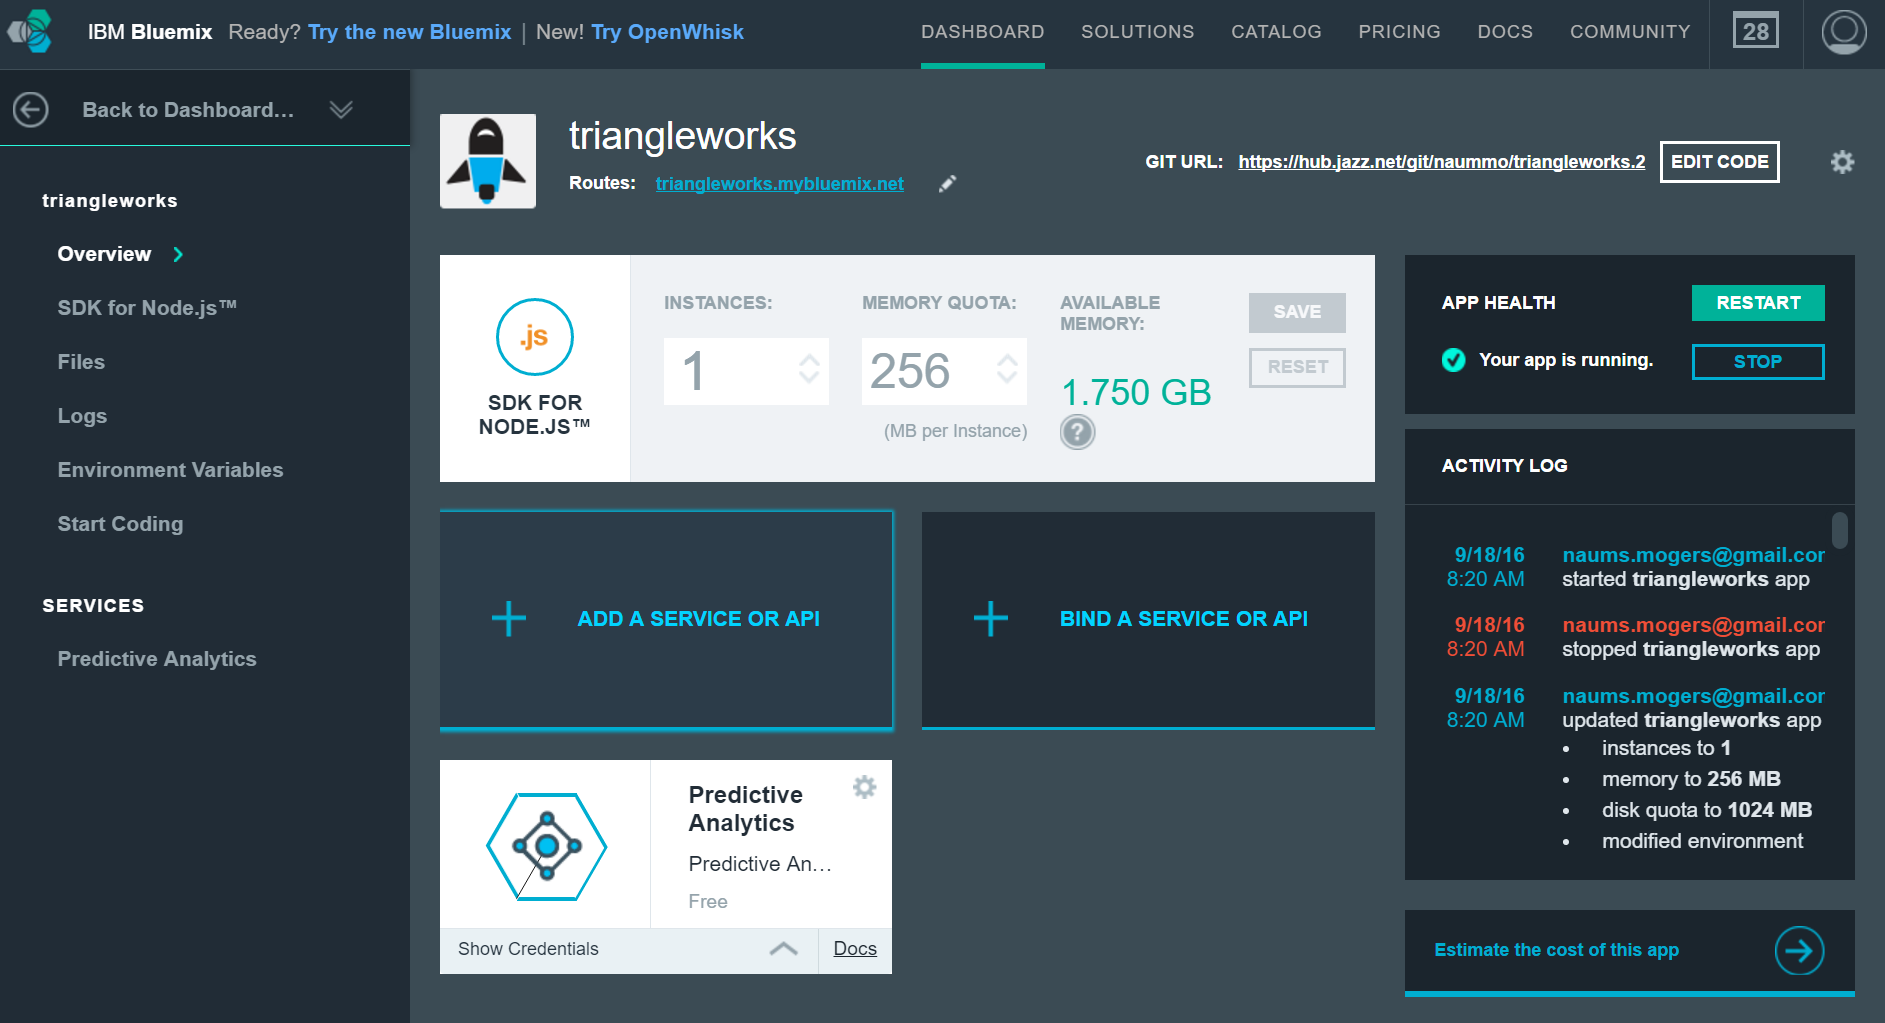 IBM Bluemix Ready? Try the new Bluemix | New! Try OpenWhisk
DASHBOARD SOLUTIONS CATALOG PRICING DOCS COMMUNITY 28
Back to Dashboard...
triangleworks
Overview
SDK for Node.js™
Files
Logs
Environment Variables
Start Coding
SERVICES
Predictive Analytics
triangleworks
Routes: triangleworks.mybluemix.net
GIT URL: https://hub.jazz.net/git/naummo/triangleworks.2 EDIT CODE
.js
SDK FOR
NODE.JS™
INSTANCES:
1
MEMORY QUOTA:
256
(MB per Instance)
AVAILABLE
MEMORY:
1.750 GB
?
SAVE
RESET
ADD A SERVICE OR API
BIND A SERVICE OR API
Predictive
Analytics
Predictive An...
Free
Show Credentials
Docs
APP HEALTH
RESTART
Your app is running.
STOP
ACTIVITY LOG
9/18/16 naums.mogers@gmail.cor
8:20 AM started triangleworks app
9/18/16 naums.mogers@gmail.cor
8:20 AM stopped triangleworks app
9/18/16 naums.mogers@gmail.cor
8:20 AM updated triangleworks app
• instances to 1
• memory to 256 MB
• disk quota to 1024 MB
• modified environment
Estimate the cost of this app